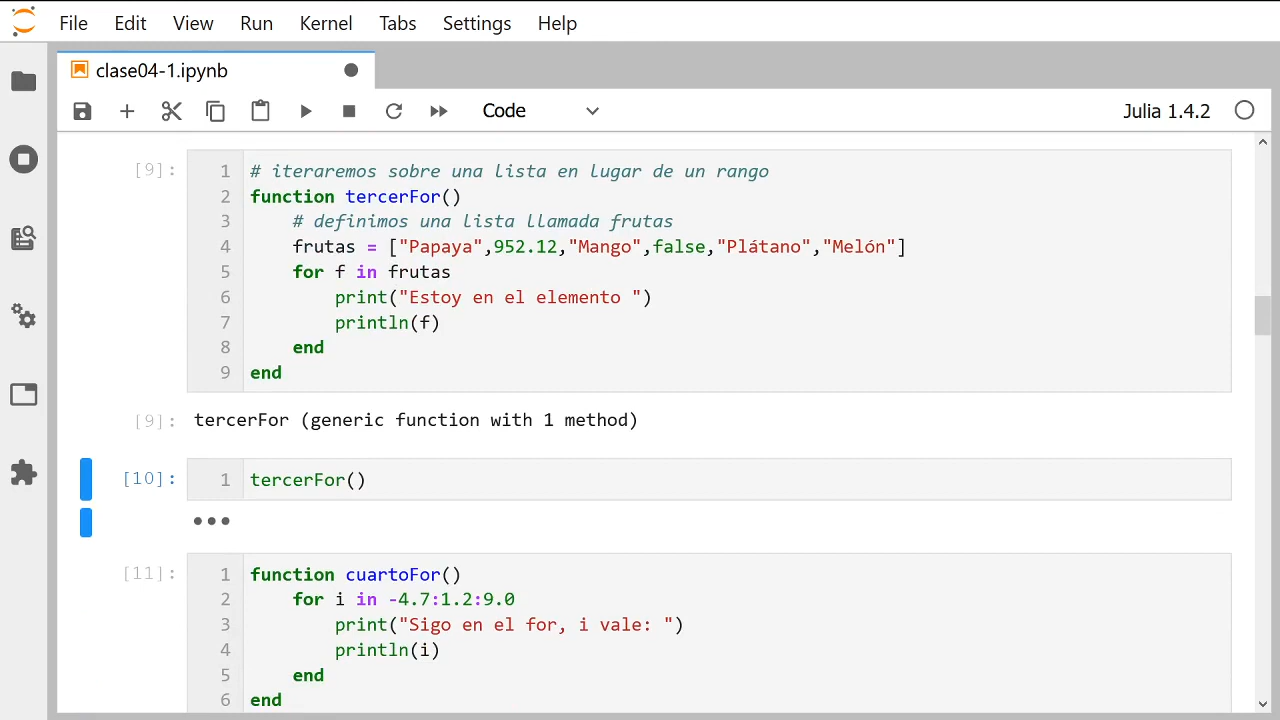 File Edit View Run Kernel Tabs Settings Help
clase04-1.ipynb
Code
Julia 1.4.2
[9]:
1 # iteraremos sobre una lista en lugar de un rango
2 function tercerFor()
3     # definimos una lista llamada frutas
4     frutas = ["Papaya",952.12,"Mango",false,"Plátano","Melón"]
5     for f in frutas
6         print("Estoy en el elemento ")
7         println(f)
8     end
9 end
[9]: tercerFor (generic function with 1 method)
[10]: 1 tercerFor()
[11]: 1 function cuartoFor()
2     for i in -4.7:1.2:9.0
3         print("Sigo en el for, i vale: ")
4         println(i)
5     end
6 end